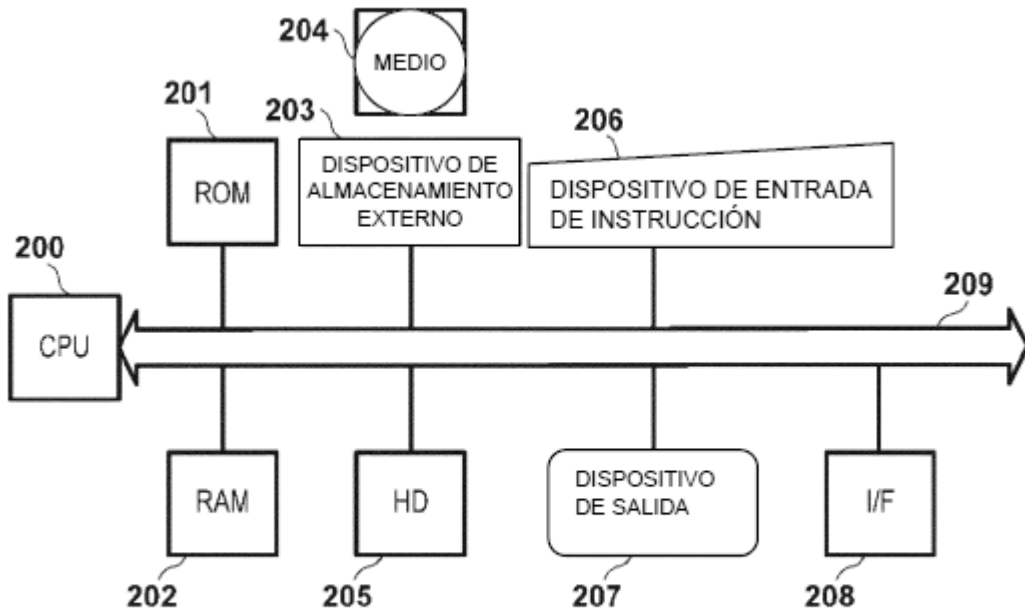 204
MEDIO
201
203
206
ROM
DISPOSITIVO DE
ALMACENAMIENTO
EXTERNO
DISPOSITIVO DE ENTRADA
DE INSTRUCCIÓN
200
CPU
209
RAM
HD
DISPOSITIVO
DE SALIDA
I/F
202
205
207
208